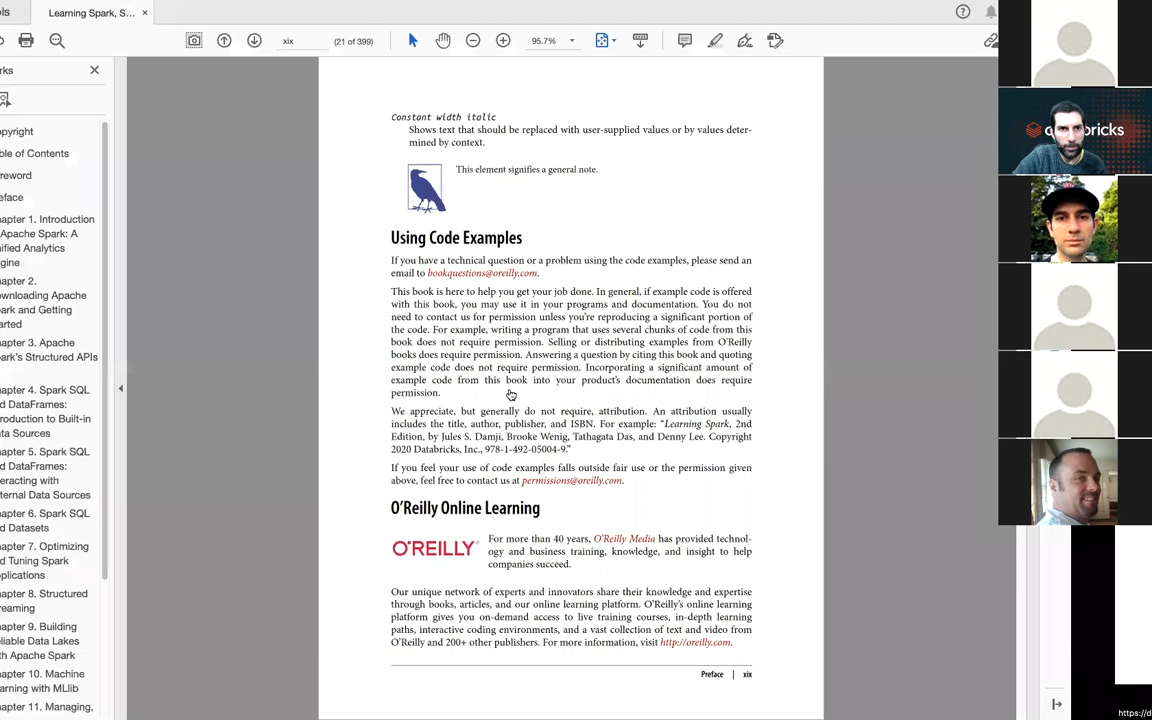 ols
Learning Spark, S... ×
xix (21 of 399)
95.7%
rks
opyright
ble of Contents
reword
eface
apter 1. Introduction
Apache Spark: A
nified Analytics
ngine
apter 2.
ownloading Apache
park and Getting
arted
apter 3. Apache
park's Structured APIs
apter 4. Spark SQL
d DataFrames:
roduction to Built-in
ata Sources
apter 5. Spark SQL
d DataFrames:
eracting with
ternal Data Sources
apter 6. Spark SQL
d Datasets
apter 7. Optimizing
d Tuning Spark
plications
apter 8. Structured
reaming
apter 9. Building
liable Data Lakes
th Apache Spark
apter 10. Machine
arning with MLlib
apter 11. Managing,
Constant width italic
Shows text that should be replaced with user-supplied values or by values deter-
mined by context.
This element signifies a general note.
Using Code Examples
If you have a technical question or a problem using the code examples, please send an
email to bookquestions@oreilly.com.
This book is here to help you get your job done. In general, if example code is offered
with this book, you may use it in your programs and documentation. You do not
need to contact us for permission unless you're reproducing a significant portion of
the code. For example, writing a program that uses several chunks of code from this
book does not require permission. Selling or distributing examples from O'Reilly
books does require permission. Answering a question by citing this book and quoting
example code does not require permission. Incorporating a significant amount of
example code from this book into your product's documentation does require
permission.
We appreciate, but generally do not require, attribution. An attribution usually
includes the title, author, publisher, and ISBN. For example: “Learning Spark, 2nd
Edition, by Jules S. Damji, Brooke Wenig, Tathagata Das, and Denny Lee. Copyright
2020 Databricks, Inc., 978-1-492-05004-9.”
If you feel your use of code examples falls outside fair use or the permission given
above, feel free to contact us at permissions@oreilly.com.
O'Reilly Online Learning
O'REILLY
For more than 40 years, O'Reilly Media has provided technol-
ogy and business training, knowledge, and insight to help
companies succeed.
Our unique network of experts and innovators share their knowledge and expertise
through books, articles, and our online learning platform. O'Reilly's online learning
platform gives you on-demand access to live training courses, in-depth learning
paths, interactive coding environments, and a vast collection of text and video from
O'Reilly and 200+ other publishers. For more information, visit http://oreilly.com.
Preface | xix
bricks
https://d